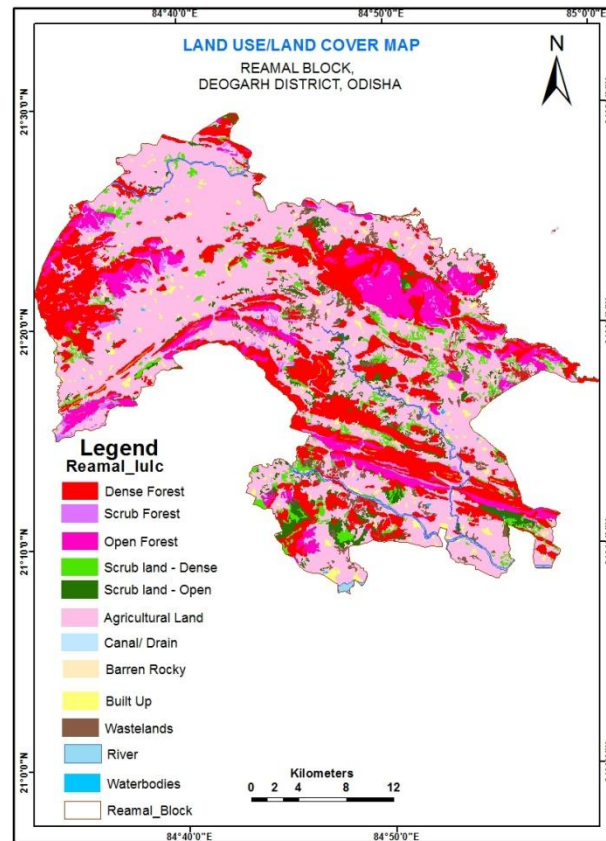 84°40'0"E 84°50'0"E 85°0'0"E
LAND USE/LAND COVER MAP
REAMAL BLOCK,
DEOGARH DISTRICT, ODISHA
N
21°30'0"N
21°20'0"N
21°10'0"N
21°0'0"N
Legend
Reamal_lulc
Dense Forest
Scrub Forest
Open Forest
Scrub land - Dense
Scrub land - Open
Agricultural Land
Canal/ Drain
Barren Rocky
Built Up
Wastelands
River
Waterbodies
Reamal_Block
Kilometers
0 2 4 8 12
84°40'0"E 84°50'0"E